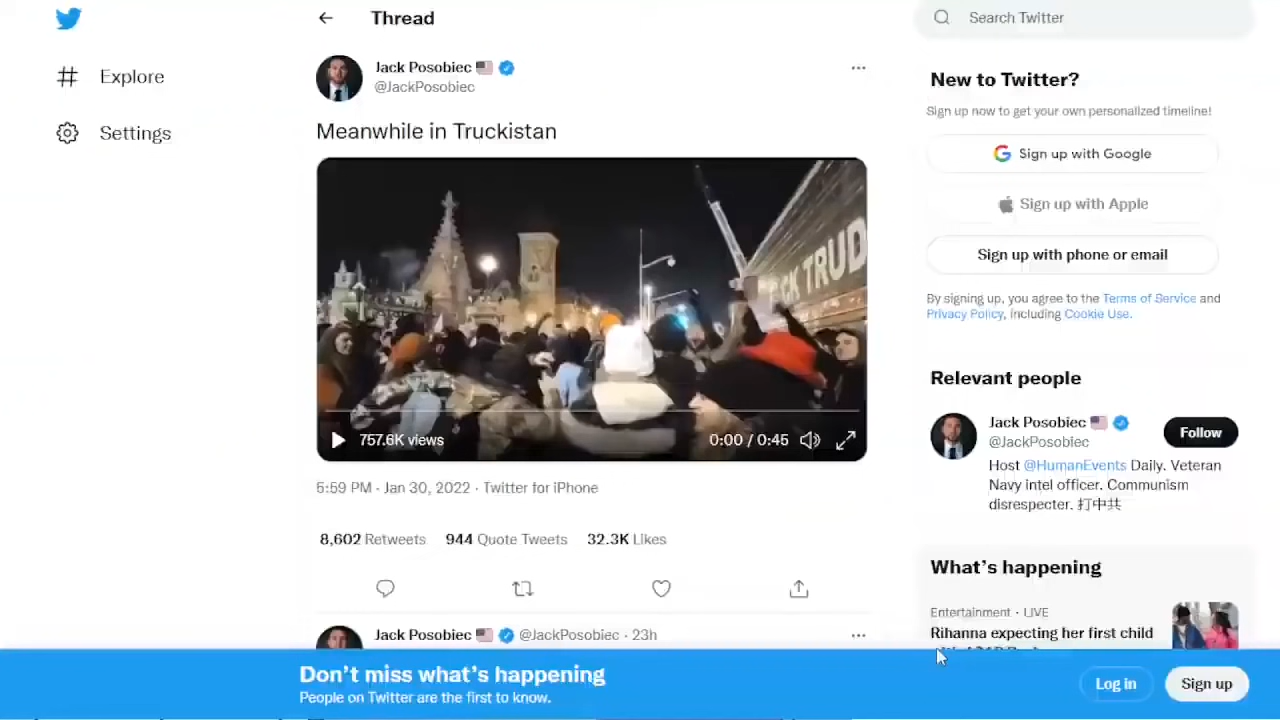 Thread
Search Twitter
Explore
Settings
Jack Posobiec
@JackPosobiec
Meanwhile in Truckistan
CK TRUD
757.6K views
0:00 / 0:45
5:59 PM · Jan 30, 2022 · Twitter for iPhone
8,602 Retweets 944 Quote Tweets 32.3K Likes
Jack Posobiec @JackPosobiec · 23h
New to Twitter?
Sign up now to get your own personalized timeline!
Sign up with Google
Sign up with Apple
Sign up with phone or email
By signing up, you agree to the Terms of Service and
Privacy Policy, including Cookie Use.
Relevant people
Jack Posobiec
@JackPosobiec
Follow
Host @HumanEvents Daily. Veteran
Navy intel officer. Communism
disrespecter. 打中共
What's happening
Entertainment · LIVE
Rihanna expecting her first child
Don't miss what's happening
People on Twitter are the first to know.
Log in
Sign up